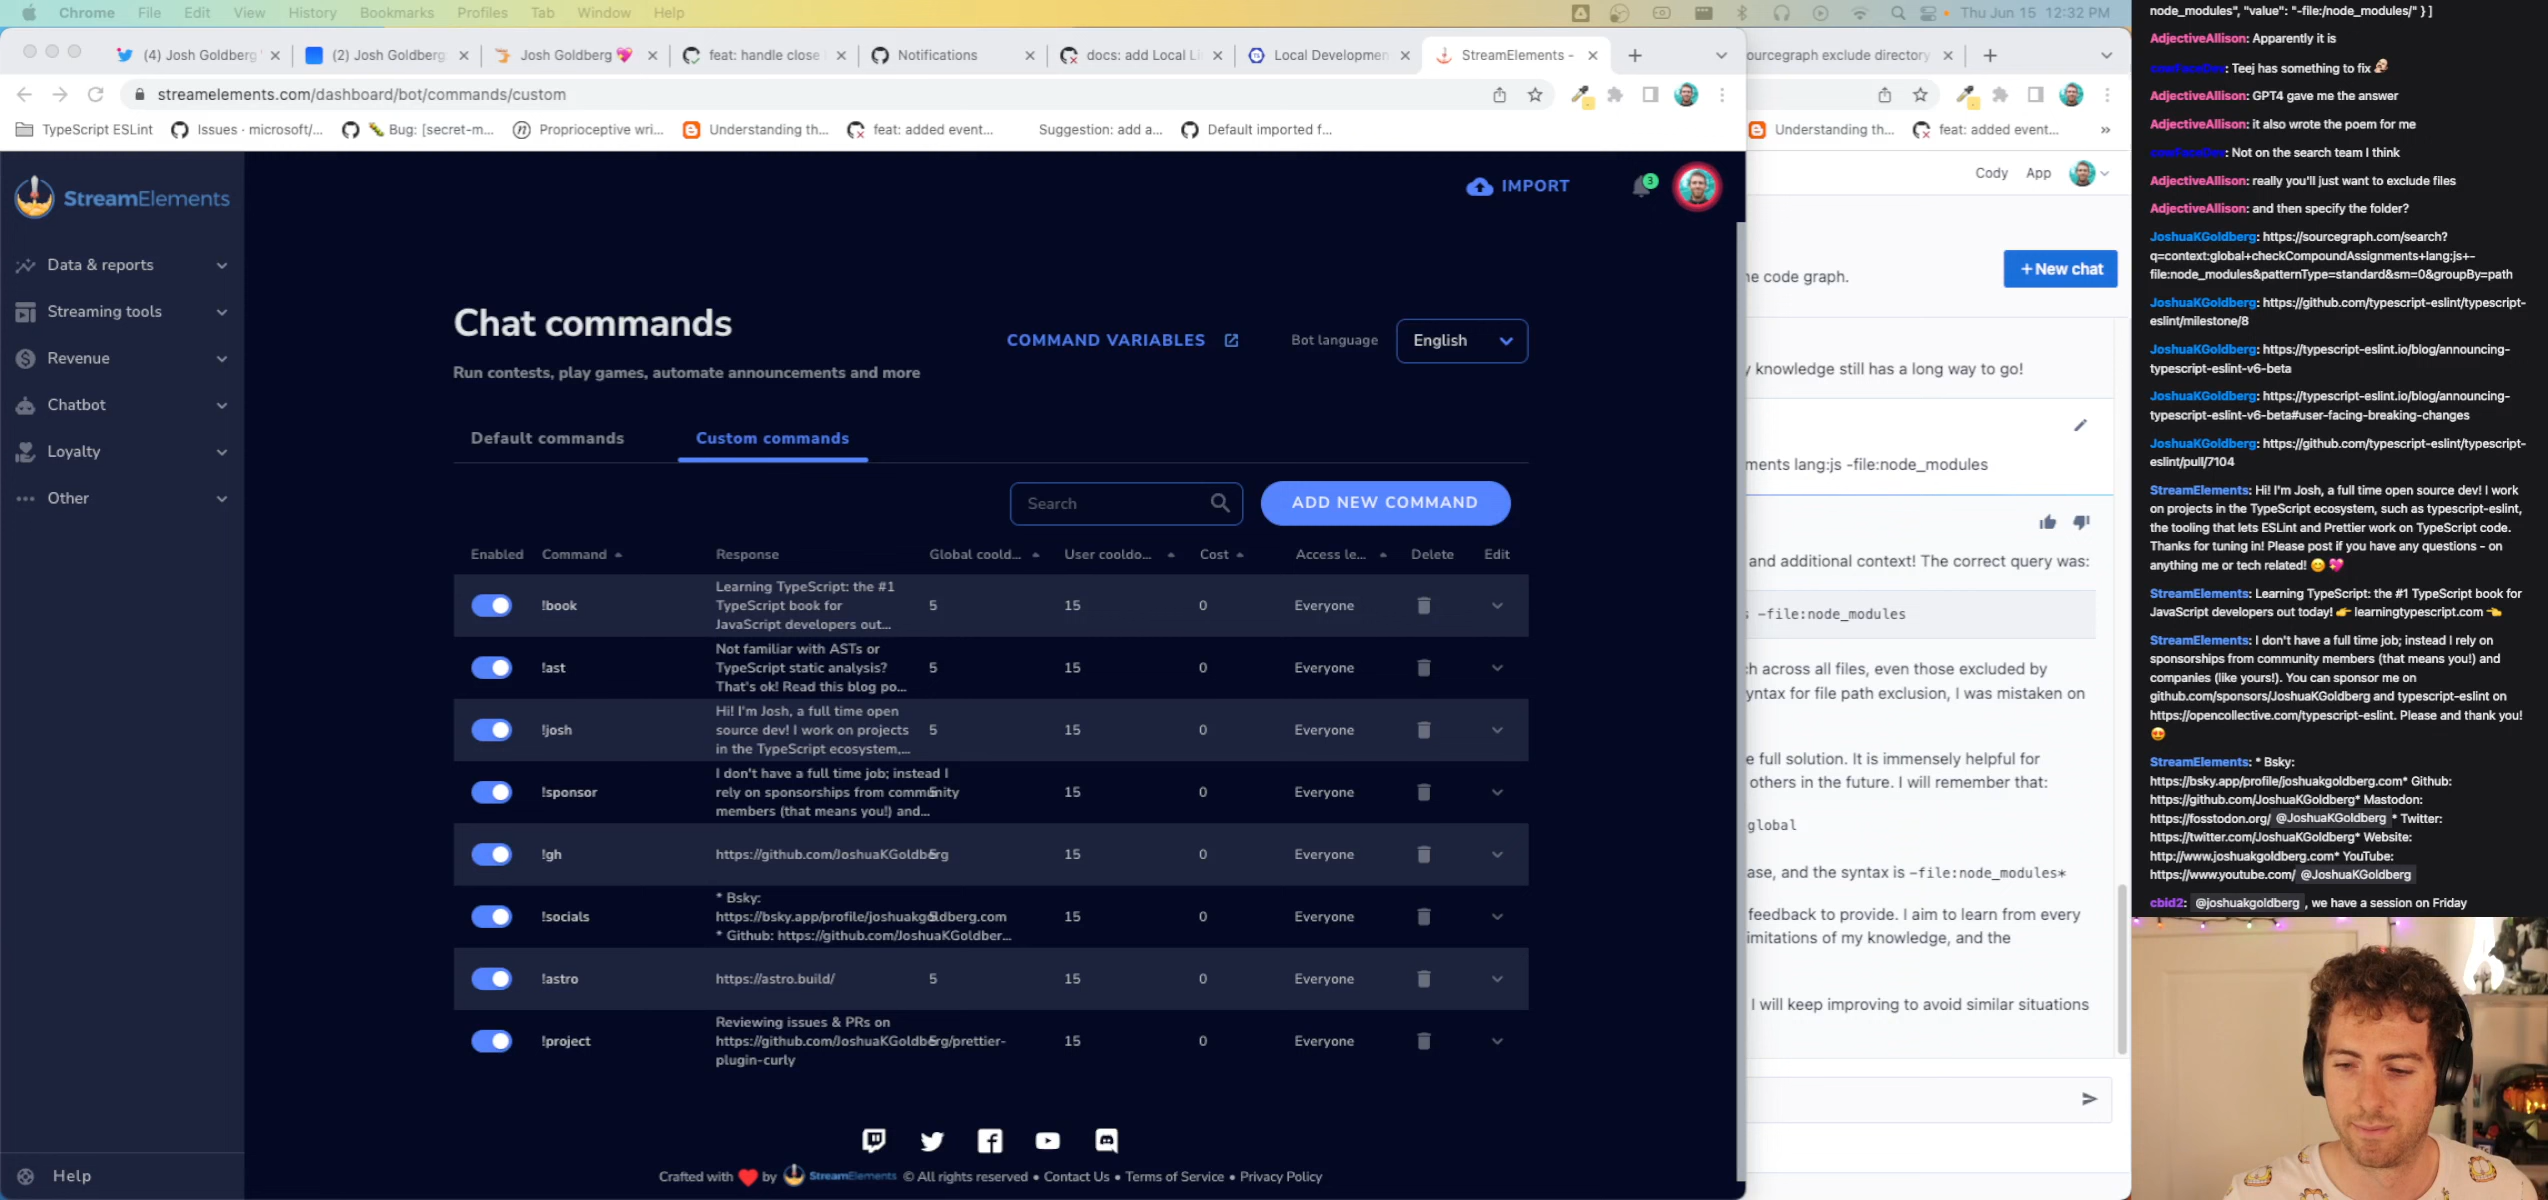 Chrome File Edit View History Bookmarks Profiles Tab Window Help
Thu Jun 15 12:32 PM
(4) Josh Goldberg
(2) Josh Goldberg
Josh Goldberg 💖
feat: handle close
Notifications
docs: add Local Li
Local Developmen
StreamElements -
ourcegraph exclude directory
streamelements.com/dashboard/bot/commands/custom
TypeScript ESLint
Issues · microsoft/...
🐛 Bug: [secret-m...
Proprioceptive wri...
Understanding th...
feat: added event...
Suggestion: add a...
Default imported f...
Understanding th...
feat: added event...
»
StreamElements
IMPORT
3
Data & reports
Streaming tools
Revenue
Chatbot
Loyalty
Other
Help
Chat commands
Run contests, play games, automate announcements and more
COMMAND VARIABLES
Bot language
English
Default commands
Custom commands
Search
ADD NEW COMMAND
Enabled Command Response Global coold... User cooldo... Cost Access le... Delete Edit
!book
Learning TypeScript: the #1
TypeScript book for
JavaScript developers out...
5 15 0 Everyone
!ast
Not familiar with ASTs or
TypeScript static analysis?
That's ok! Read this blog po...
5 15 0 Everyone
!josh
Hi! I'm Josh, a full time open
source dev! I work on projects
in the TypeScript ecosystem,...
5 15 0 Everyone
!sponsor
I don't have a full time job; instead I
rely on sponsorships from community
members (that means you!) and...
5 15 0 Everyone
!gh
https://github.com/JoshuaKGoldberg
5 15 0 Everyone
!socials
* Bsky:
https://bsky.app/profile/joshuakgoldberg.com
* Github: https://github.com/JoshuaKGoldber...
5 15 0 Everyone
!astro
https://astro.build/
5 15 0 Everyone
!project
Reviewing issues & PRs on
https://github.com/JoshuaKGoldberg/prettier-
plugin-curly
5 15 0 Everyone
Crafted with ❤ by StreamElements © All rights reserved • Contact Us • Terms of Service • Privacy Policy
Cody App
+New chat
e code graph.
y knowledge still has a long way to go!
ments lang:js -file:node_modules
and additional context! The correct query was:
-file:node_modules
h across all files, even those excluded by
yntax for file path exclusion, I was mistaken on
e full solution. It is immensely helpful for
others in the future. I will remember that:
global
ase, and the syntax is -file:node_modules*
feedback to provide. I aim to learn from every
imitations of my knowledge, and the
I will keep improving to avoid similar situations
node_modules", "value": "-file:/node_modules/" } ]
AdjectiveAllison: Apparently it is
: Teej has something to fix
AdjectiveAllison: GPT4 gave me the answer
AdjectiveAllison: it also wrote the poem for me
: Not on the search team I think
AdjectiveAllison: really you'll just want to exclude files
AdjectiveAllison: and then specify the folder?
JoshuaKGoldberg: https://sourcegraph.com/search?
q=context:global+checkCompoundAssignments+lang:js+-
file:node_modules&patternType=standard&sm=0&groupBy=path
JoshuaKGoldberg: https://github.com/typescript-eslint/typescript-
eslint/milestone/8
JoshuaKGoldberg: https://typescript-eslint.io/blog/announcing-
typescript-eslint-v6-beta
JoshuaKGoldberg: https://typescript-eslint.io/blog/announcing-
typescript-eslint-v6-beta#user-facing-breaking-changes
JoshuaKGoldberg: https://github.com/typescript-eslint/typescript-
eslint/pull/7104
StreamElements: Hi! I'm Josh, a full time open source dev! I work
on projects in the TypeScript ecosystem, such as typescript-eslint,
the tooling that lets ESLint and Prettier work on TypeScript code.
Thanks for tuning in! Please post if you have any questions - on
anything me or tech related! 😊 💖
StreamElements: Learning TypeScript: the #1 TypeScript book for
JavaScript developers out today! 👉 learningtypescript.com 👈
StreamElements: I don't have a full time job; instead I rely on
sponsorships from community members (that means you!) and
companies (like yours!). You can sponsor me on
github.com/sponsors/JoshuaKGoldberg and typescript-eslint on
https://opencollective.com/typescript-eslint. Please and thank you!
😍
StreamElements: * Bsky:
https://bsky.app/profile/joshuakgoldberg.com* Github:
https://github.com/JoshuaKGoldberg* Mastodon:
https://fosstodon.org/ @JoshuaKGoldberg * Twitter:
https://twitter.com/JoshuaKGoldberg* Website:
http://www.joshuakgoldberg.com* YouTube:
https://www.youtube.com/ @JoshuaKGoldberg
cbid2: @joshuakgoldberg , we have a session on Friday